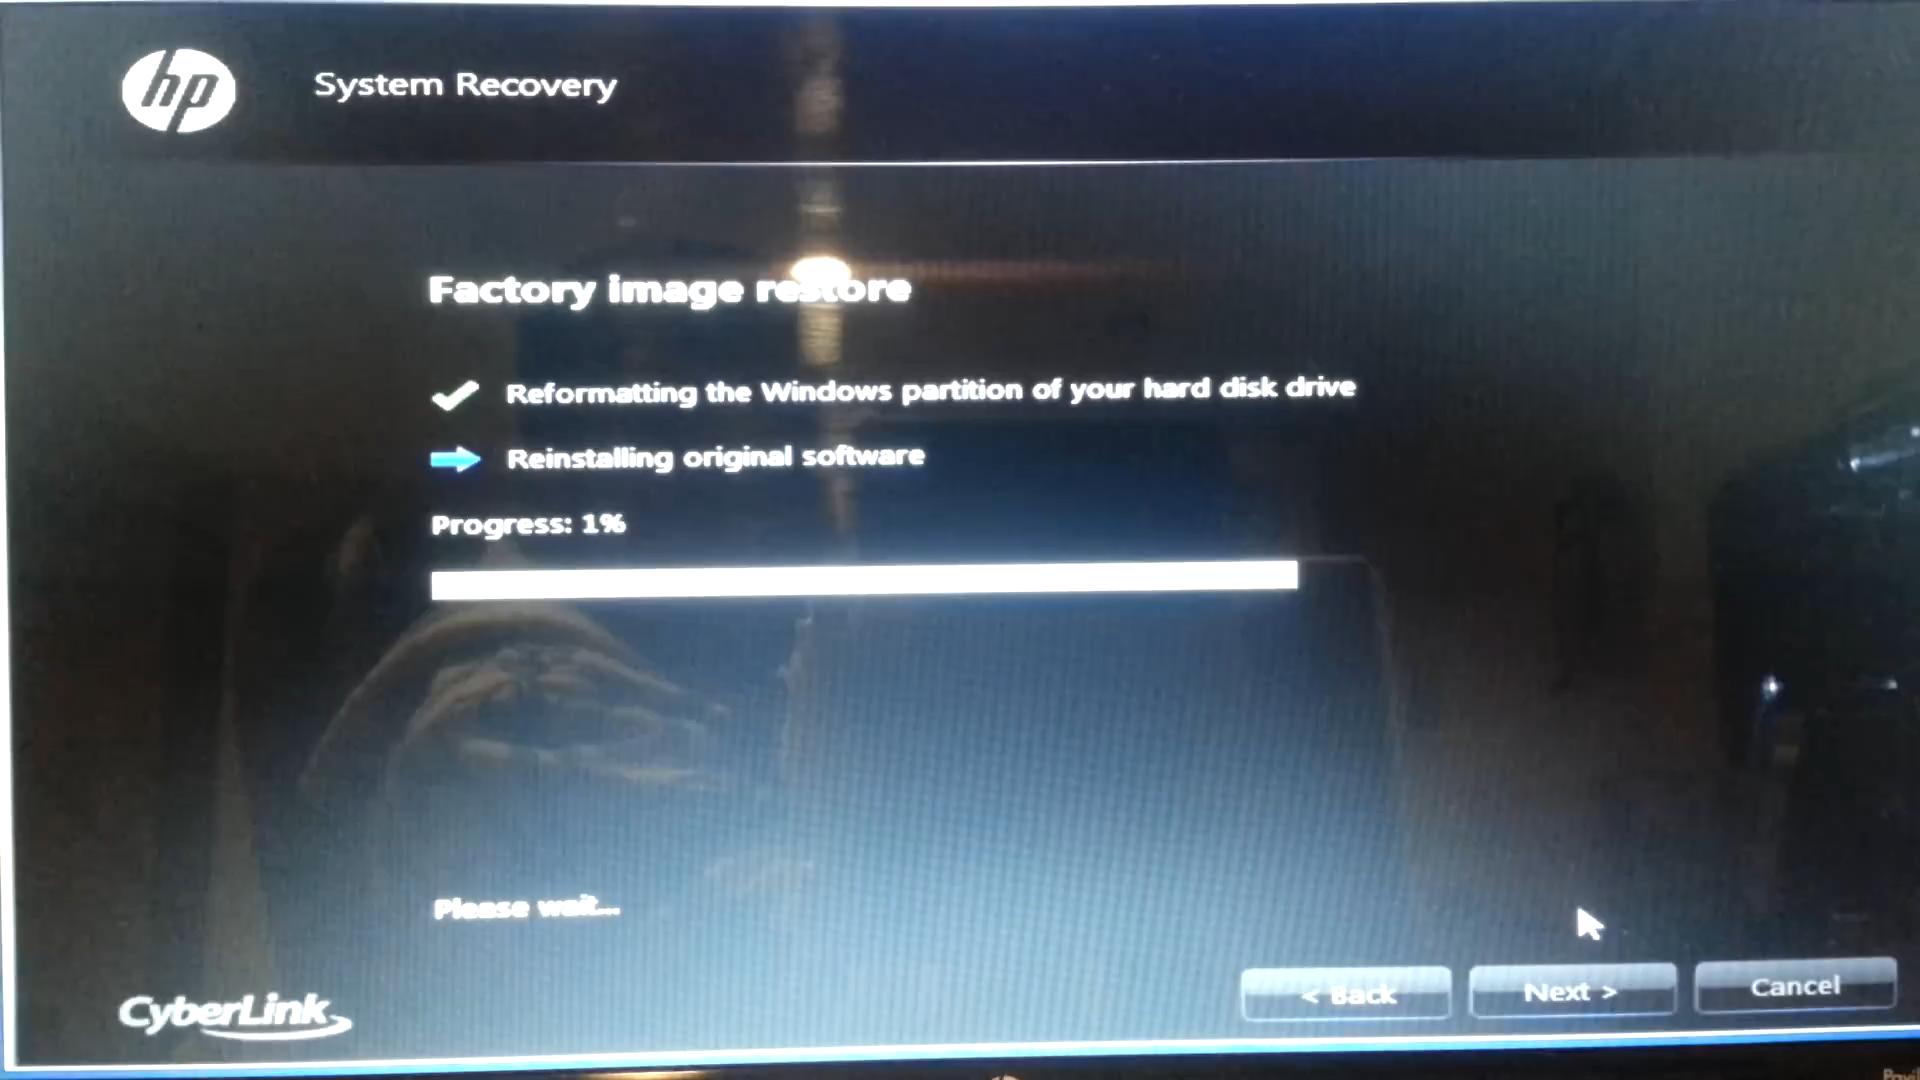 hp
System Recovery
Factory image restore
Reformatting the Windows partition of your hard disk drive
Reinstalling original software
Progress: 1%
Please wait...
< Back
Next >
Cancel
CyberLink